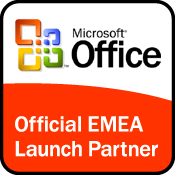 Microsoft®
Office
Official EMEA
Launch Partner